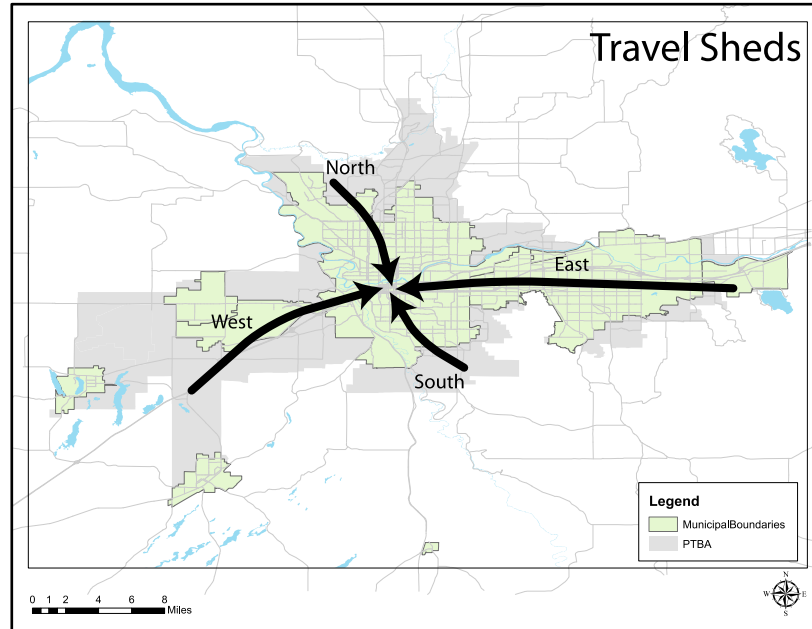 Travel Sheds
North
East
West
South
Legend
MunicipalBoundaries
PTBA
0 1 2 4 6 8
Miles
N
W E
S